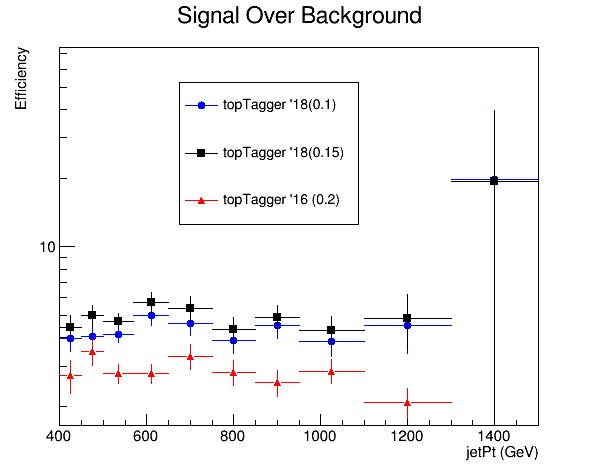 Signal Over Background
Efficiency
topTagger '18(0.1)
topTagger '18(0.15)
topTagger '16 (0.2)
10
400 600 800 1000 1200 1400
jetPt (GeV)